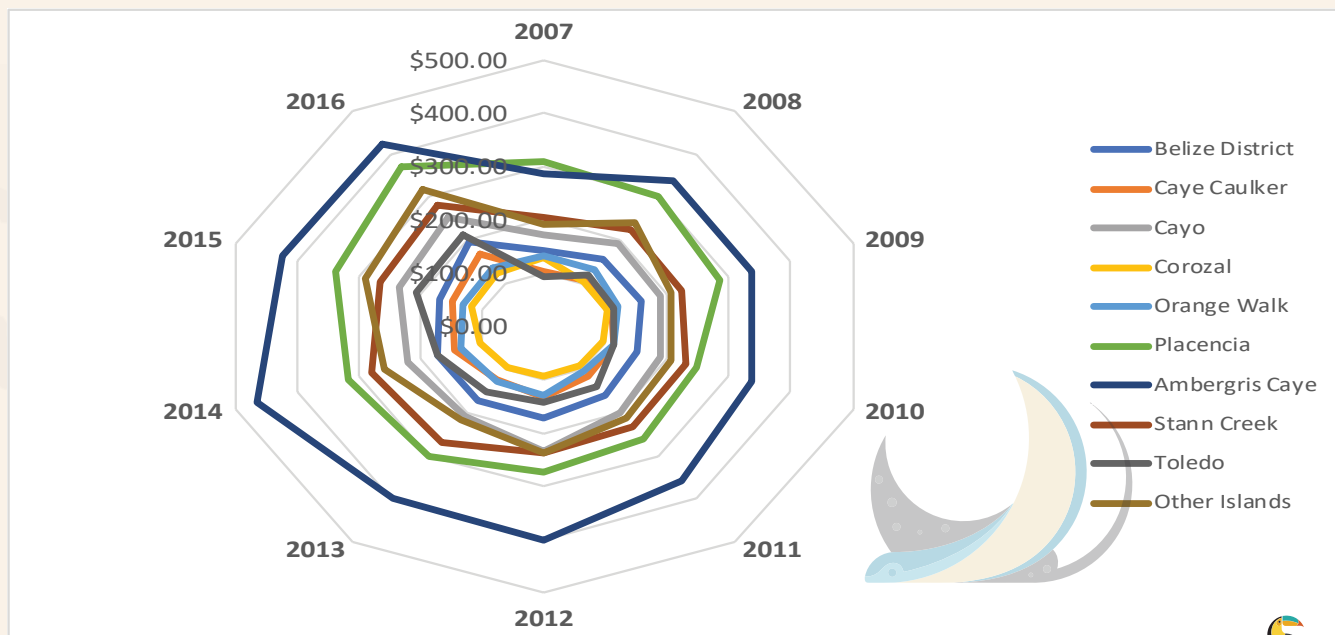 2007
$500.00
2016
2008
$400.00
$300.00
$200.00
2015
2009
$100.00
$0.00
2014
2010
2013
2011
2012
Belize District
Caye Caulker
Cayo
Corozal
Orange Walk
Placencia
Ambergris Caye
Stann Creek
Toledo
Other Islands